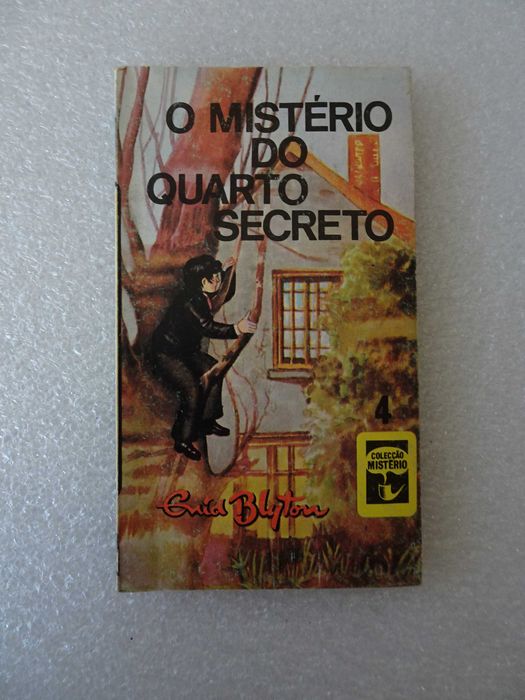 O MISTÉRIO
DO
QUARTO
SECRETO
4
COLECÇÃO
MISTÉRIO
Enid Blyton